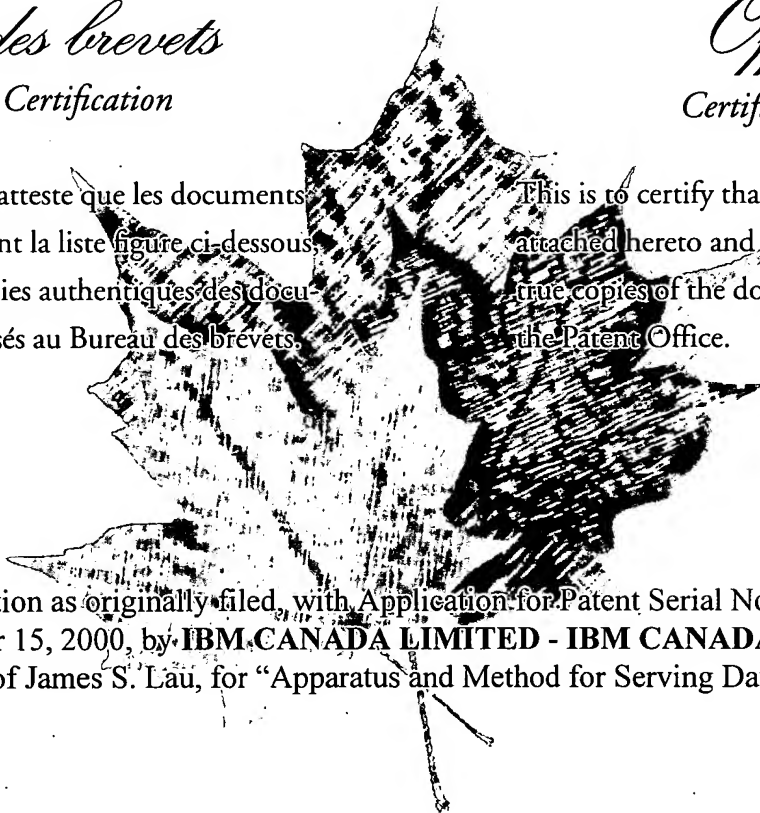 des brevets
Certification
atteste que les documents
nt la liste figure ci-dessous
ies authentiques des docu-
sés au Bureau des brevets.
Certif
This is to certify tha
attached hereto and
true copies of the do
the Patent Office.
tion as originally filed, with Application for Patent Serial No
r 15, 2000, by IBM CANADA LIMITED - IBM CANADA
of James S. Lau, for “Apparatus and Method for Serving Da